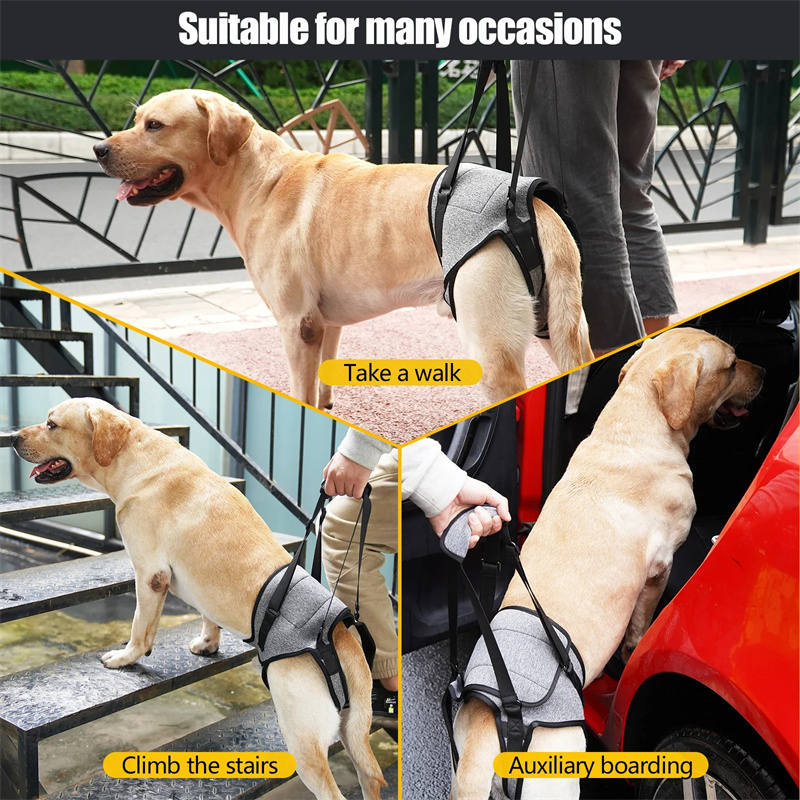 Suitable for many occasions
Take a walk
Climb the stairs
Auxiliary boarding